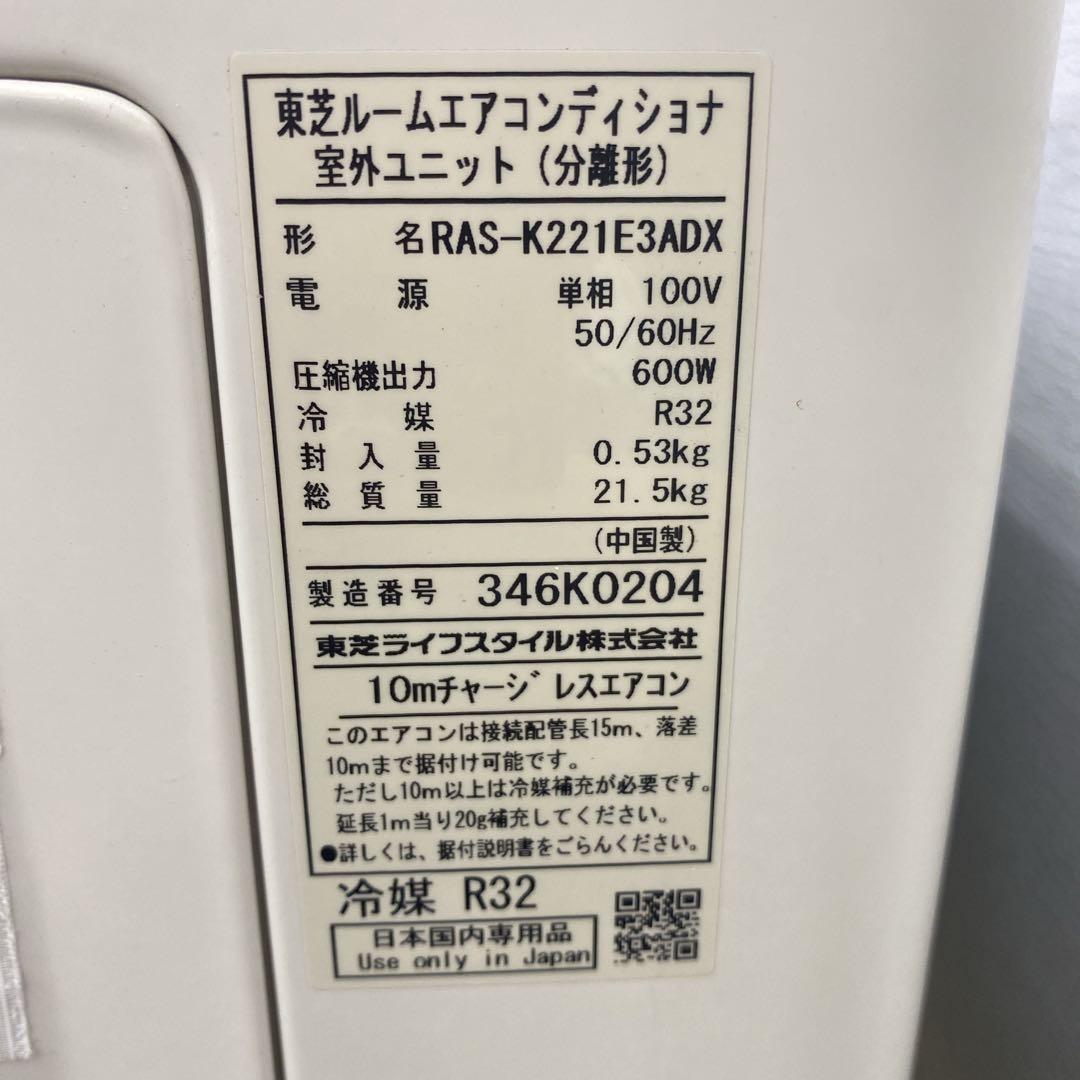 東芝ルームエアコンディショナ
室外ユニット(分離形)
形 名 RAS-K221E3ADX
電 源 単相 100V
50/60Hz
圧縮機出力 600W
冷 媒 R32
封 入 量 0.53kg
総 質 量 21.5kg
(中国製)
製造番号 346K0204
東芝ライフスタイル株式会社
10mチャージレスエアコン
このエアコンは接続配管長15m、落差
10mまで据付け可能です。
ただし10m以上は冷媒補充が必要です。
延長1m当り20g補充してください。
●詳しくは、据付説明書をごらんください。
冷媒 R32
日本国内専用品
Use only in Japan